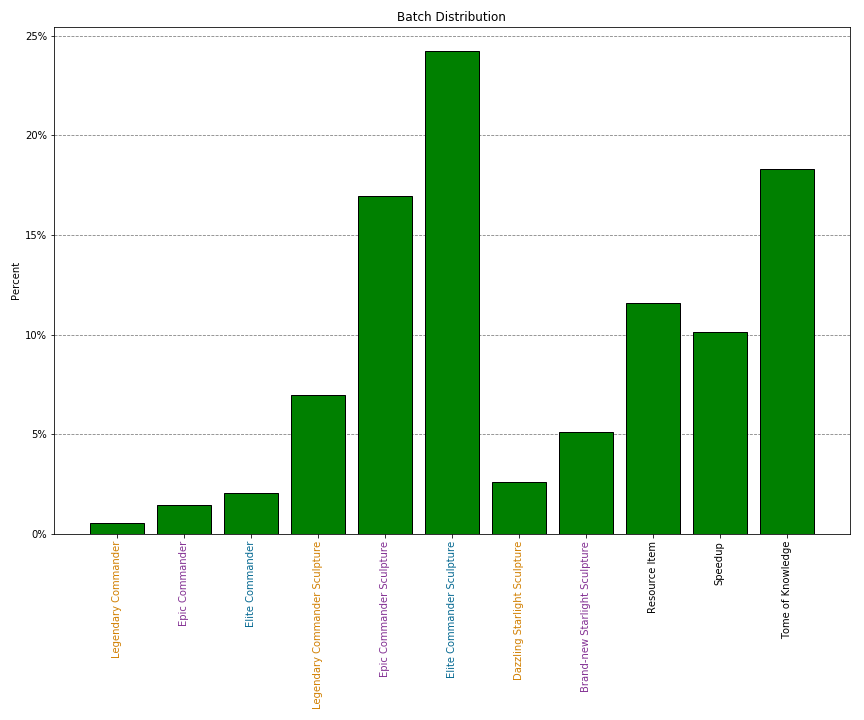 Batch Distribution
Percent
25%
20%
15%
10%
5%
0%
Legendary Commander
Epic Commander
Elite Commander
Legendary Commander Sculpture
Epic Commander Sculpture
Elite Commander Sculpture
Dazzling Starlight Sculpture
Brand-new Starlight Sculpture
Resource Item
Speedup
Tome of Knowledge